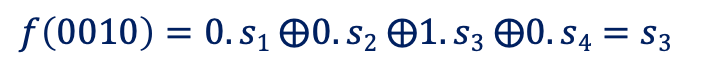 f(0010) = 0.s₁ ⊕0.s₂ ⊕1.s₃ ⊕0.s₄ = s₃